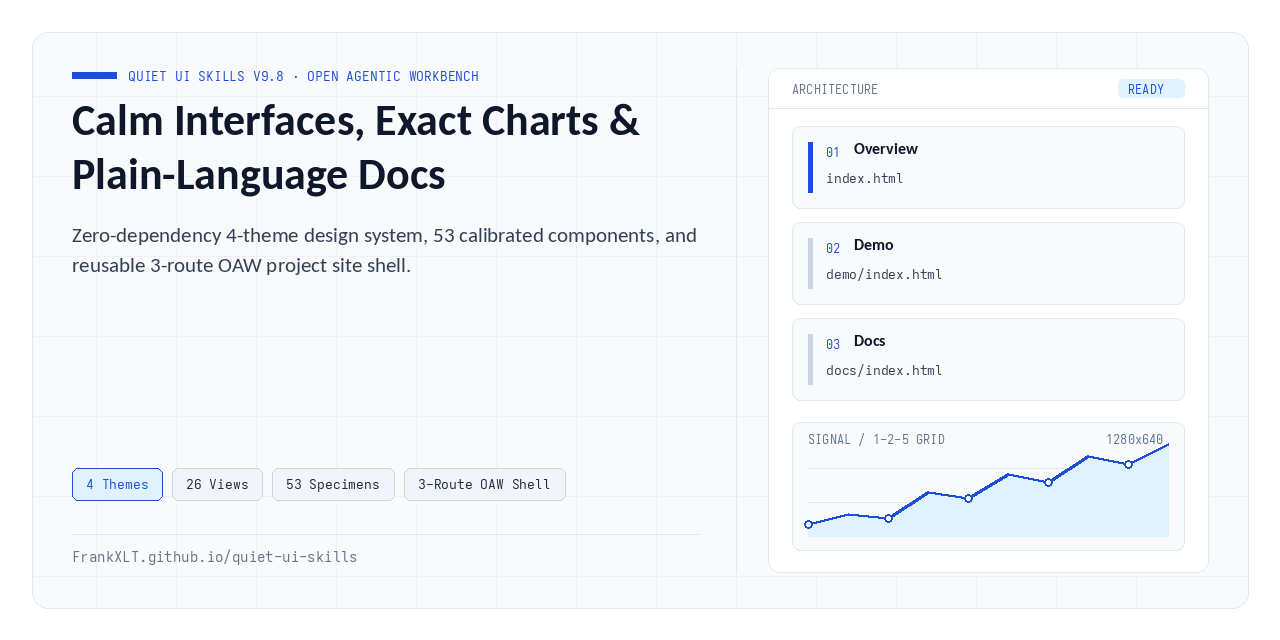 QUIET UI SKILLS V9.8 · OPEN AGENTIC WORKBENCH
Calm Interfaces, Exact Charts &
Plain-Language Docs
Zero-dependency 4-theme design system, 53 calibrated components, and
reusable 3-route OAW project site shell.
4 Themes
26 Views
53 Specimens
3-Route OAW Shell
FrankXLT.github.io/quiet-ui-skills
ARCHITECTURE
READY
01 Overview
index.html
02 Demo
demo/index.html
03 Docs
docs/index.html
SIGNAL / 1-2-5 GRID
1280x640